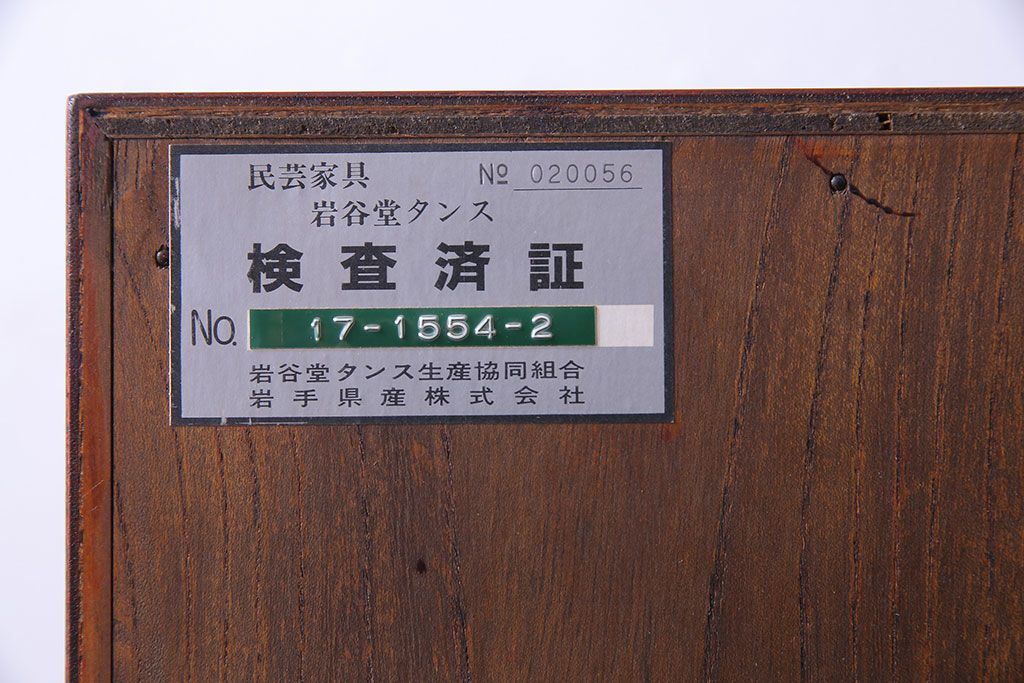 民芸家具 № 020056
岩谷堂タンス
検査済証
No. 17-1554-2
岩谷堂タンス生産協同組合
岩手県産株式会社